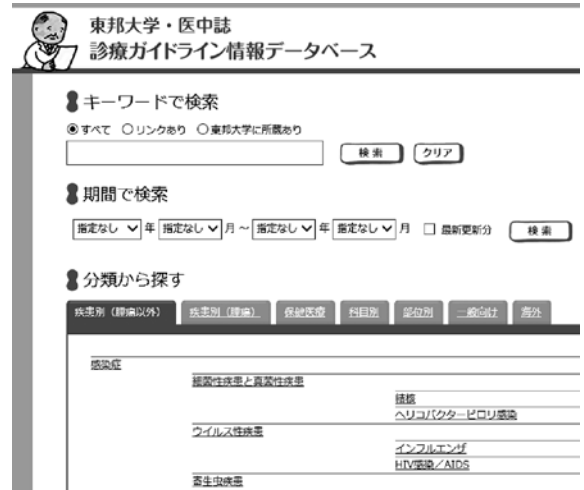 東邦大学・医中誌
診療ガイドライン情報データベース
キーワードで検索
すべて リンクあり 東邦大学に所蔵あり
検索 クリア
期間で検索
指定なし 年 指定なし 月 ~ 指定なし 年 指定なし 月 最新更新分 検索
分類から探す
疾患別（腫瘍以外） 疾患別（腫瘍） 保健医療 科目別 部位別 一般向け 海外
感染症
細菌性疾患と真菌性疾患
結核
ヘリコバクターピロリ感染
ウイルス性疾患
インフルエンザ
HIV感染／AIDS
寄生虫疾患